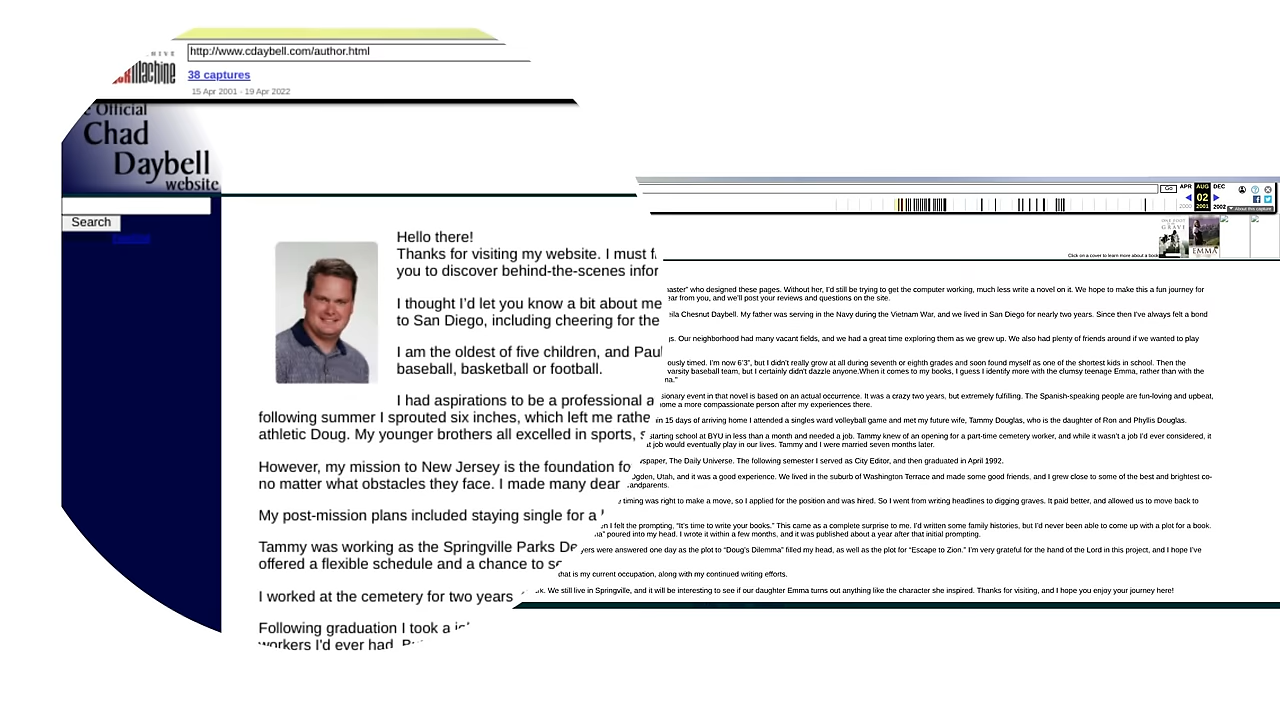 http://www.cdaybell.com/author.html
38 captures
15 Apr 2001 - 19 Apr 2022
Official
Chad
Daybell
website
Search
Go
APR
AUG
DEC
02
2000
2001
2002
About this capture
GRAVE
EMMA
Click on a cover to learn more about a book
Hello there!
Thanks for visiting my website. I must
you to discover behind-the-scenes
I thought I'd let you know a bit about me
to San Diego, including cheering for the
I am the oldest of five children, and
baseball, basketball or football.
I had aspirations to be a professional
following summer I sprouted six inches, which left me
athletic Doug. My younger brothers all excelled in sports,
However, my mission to New Jersey is the foundation
no matter what obstacles they face. I made many dear
My post-mission plans included staying single for a
Tammy was working as the Springville Parks
offered a flexible schedule and a chance to
I worked at the cemetery for two years
Following graduation I took a
workers I'd ever had.
who designed these pages. Without her, I'd still be trying to get the computer working, much less write a novel on it. We hope to make this a fun journey for
from you, and we'll post your reviews and questions on the site.
Chesnut Daybell. My father was serving in the Navy during the Vietnam War, and we lived in San Diego for nearly two years. Since then I've always felt a bond
Our neighborhood had many vacant fields, and we had a great time exploring them as we grew up. We also had plenty of friends around if we wanted to play
timed. I'm now 6'3", but I didn't really grow at all during seventh or eighth grades and soon found myself as one of the shortest kids in school. Then the
varsity baseball team, but I certainly didn't dazzle anyone.When it comes to my books, I guess I identify more with the clumsy teenage Emma, rather than with the
event in that novel is based on an actual occurrence. It was a crazy two years, but extremely fulfilling. The Spanish-speaking people are fun-loving and upbeat,
a more compassionate person after my experiences there.
15 days of arriving home I attended a singles ward volleyball game and met my future wife, Tammy Douglas, who is the daughter of Ron and Phyllis Douglas.
starting school at BYU in less than a month and needed a job. Tammy knew of an opening for a part-time cemetery worker, and while it wasn't a job I'd ever considered, it
job would eventually play in our lives. Tammy and I were married seven months later.
The Daily Universe. The following semester I served as City Editor, and then graduated in April 1992.
Ogden, Utah, and it was a good experience. We lived in the suburb of Washington Terrace and made some good friends, and I grew close to some of the best and brightest co-
timing was right to make a move, so I applied for the position and was hired. So I went from writing headlines to digging graves. It paid better, and allowed us to move back to
I felt the prompting, "It's time to write your books." This came as a complete surprise to me. I'd written some family histories, but I'd never been able to come up with a plot for a book.
poured into my head. I wrote it within a few months, and it was published about a year after that initial prompting.
were answered one day as the plot to "Doug's Dilemma" filled my head, as well as the plot for "Escape to Zion." I'm very grateful for the hand of the Lord in this project, and I hope I've
that is my current occupation, along with my continued writing efforts.
We still live in Springville, and it will be interesting to see if our daughter Emma turns out anything like the character she inspired. Thanks for visiting, and I hope you enjoy your journey here!